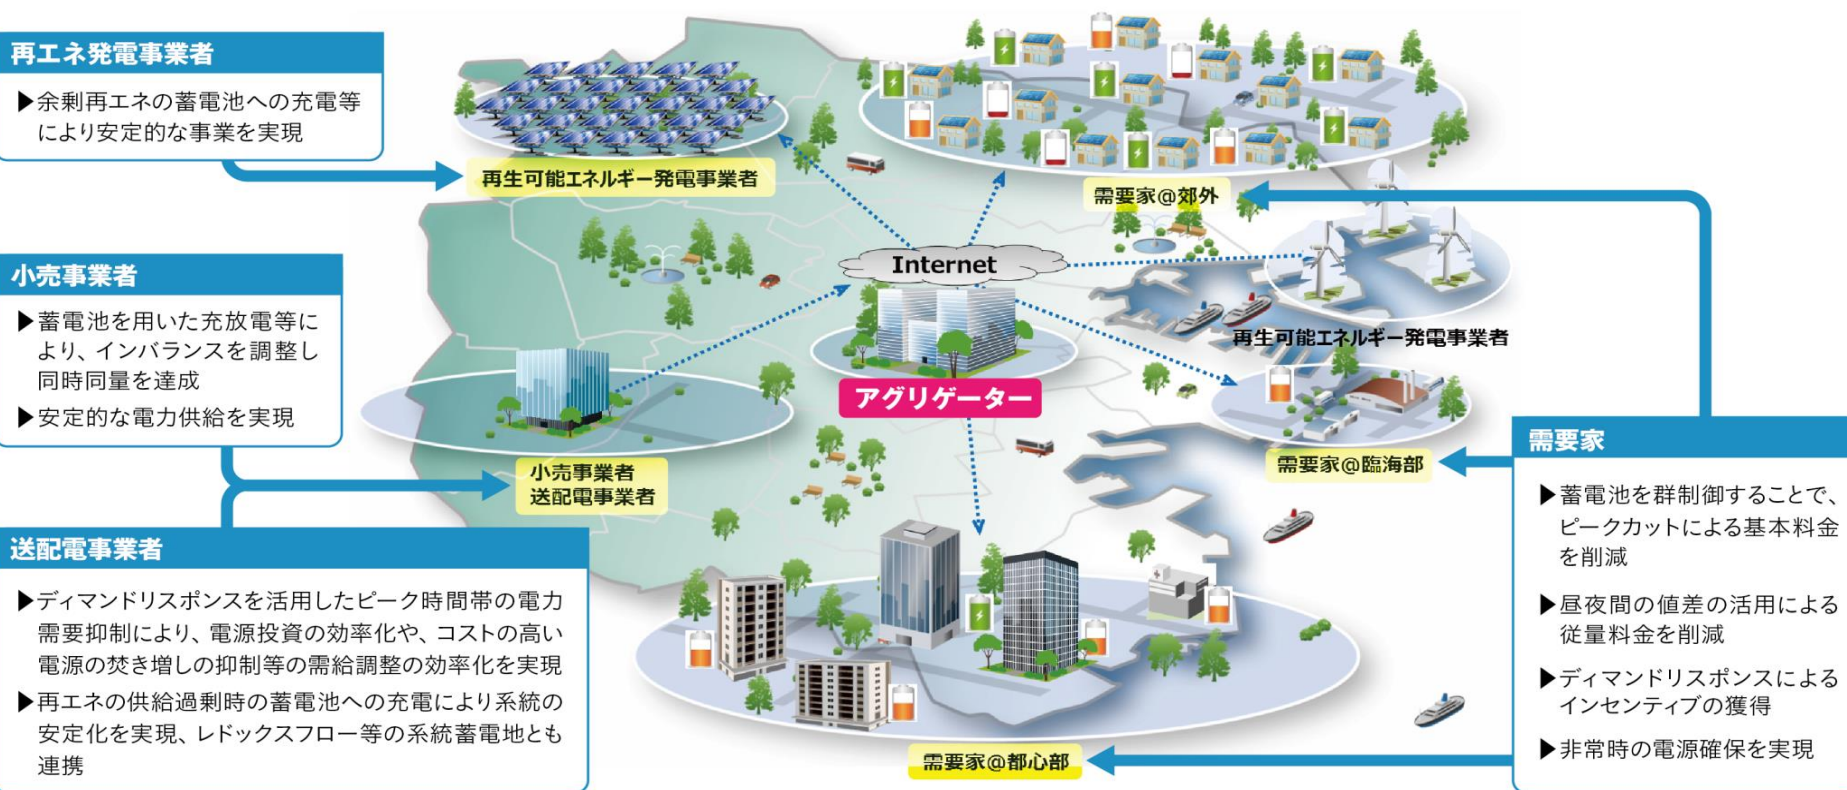 再エネ発電事業者
▶余剰再エネの蓄電池への充電等
により安定的な事業を実現
再生可能エネルギー発電事業者
需要家@郊外
小売事業者
▶蓄電池を用いた充放電等に
より、インバランスを調整し
同時同量を達成
▶安定的な電力供給を実現
Internet
アグリゲーター
再生可能エネルギー発電事業者
小売事業者
送配電事業者
需要家@臨海部
送配電事業者
▶ディマンドリスポンスを活用したピーク時間帯の電力
需要抑制により、電源投資の効率化や、コストの高い
電源の焚き増しの抑制等の需給調整の効率化を実現
▶再エネの供給過剰時の蓄電池への充電により系統の
安定化を実現、レドックスフロー等の系統蓄電地とも
連携
需要家@都心部
需要家
▶蓄電池を群制御することで、
ピークカットによる基本料金
を削減
▶昼夜間の値差の活用による
従量料金を削減
▶ディマンドリスポンスによる
インセンティブの獲得
▶非常時の電源確保を実現